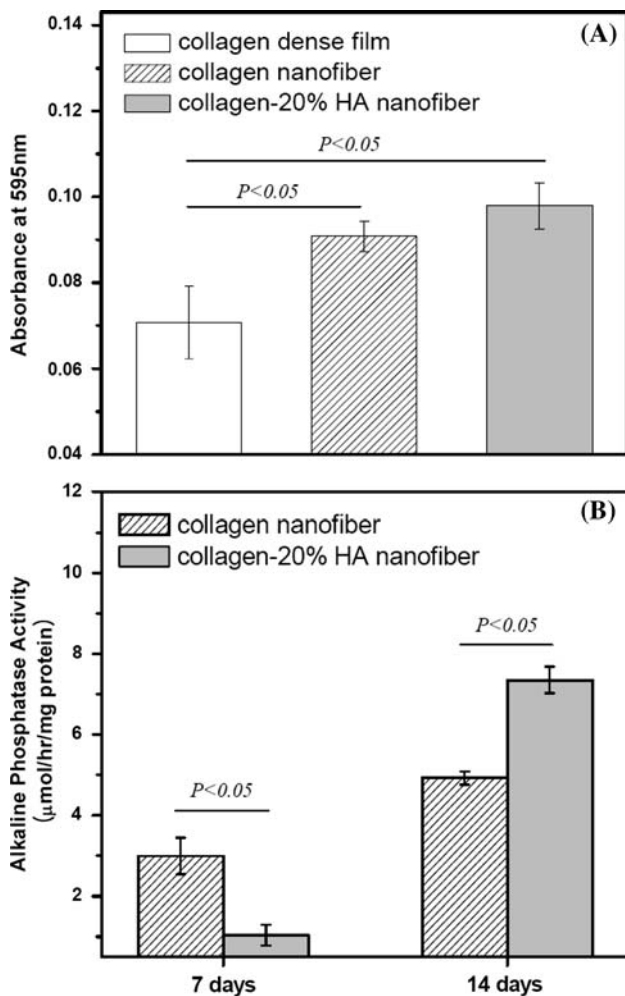 (A)
collagen dense film
collagen nanofiber
collagen-20% HA nanofiber
Absorbance at 595nm
0.14
0.12
0.10
0.08
0.06
0.04
P<0.05
P<0.05
(B)
collagen nanofiber
collagen-20% HA nanofiber
Alkaline Phosphatase Activity
(μmol/hr/mg protein)
12
10
8
6
4
2
P<0.05
P<0.05
7 days
14 days